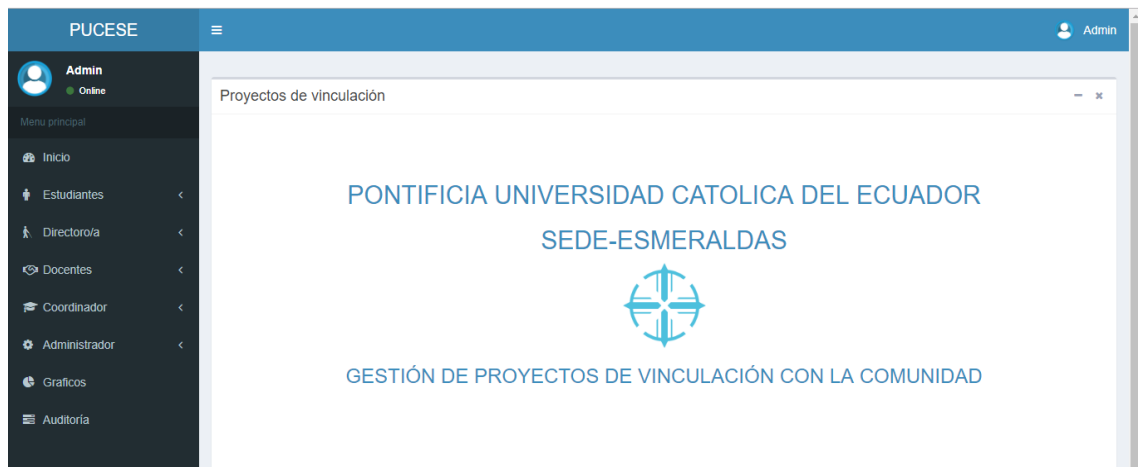 PUCESE
Admin
Admin
Online
Menu principal
Inicio
Estudiantes
Directoro/a
Docentes
Coordinador
Administrador
Graficos
Auditoría
Proyectos de vinculación
PONTIFICIA UNIVERSIDAD CATOLICA DEL ECUADOR
SEDE-ESMERALDAS
GESTIÓN DE PROYECTOS DE VINCULACIÓN CON LA COMUNIDAD